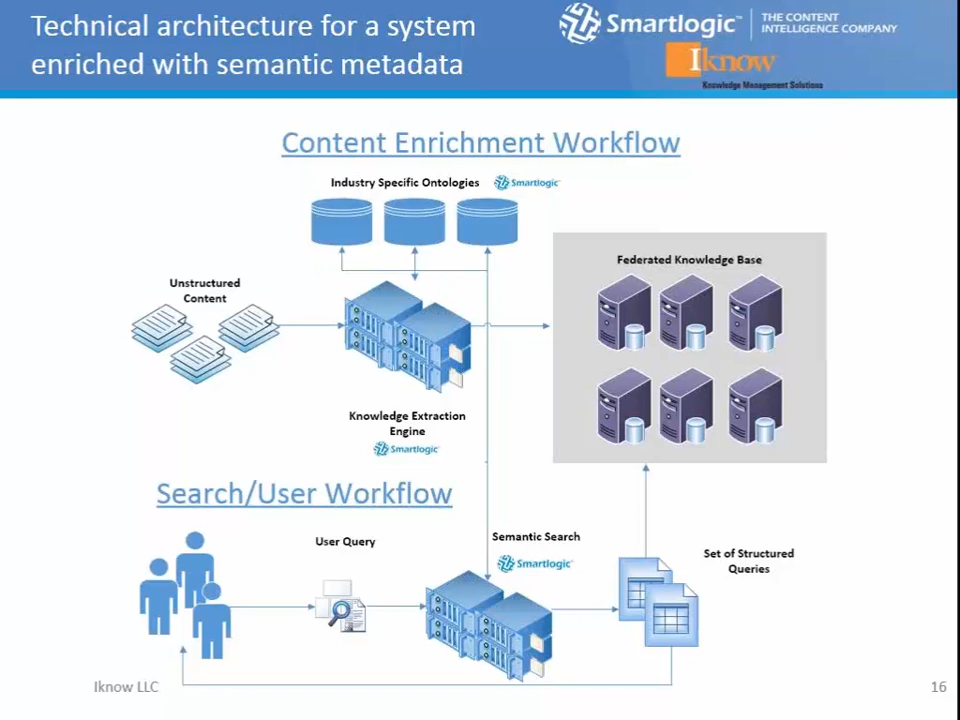 Technical architecture for a system
enriched with semantic metadata
Smartlogic™
THE CONTENT
INTELLIGENCE COMPANY
Iknow
Knowledge Management Solutions
Content Enrichment Workflow
Industry Specific Ontologies
Smartlogic
Federated Knowledge Base
Unstructured
Content
Knowledge Extraction
Engine
Smartlogic
Search/User Workflow
User Query
Semantic Search
Smartlogic
Set of Structured
Queries
Iknow LLC
16